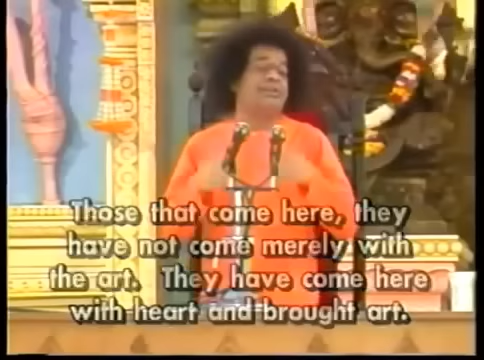 Those that come here, they
have not come merely with
the art. They have come here
with heart and brought art.